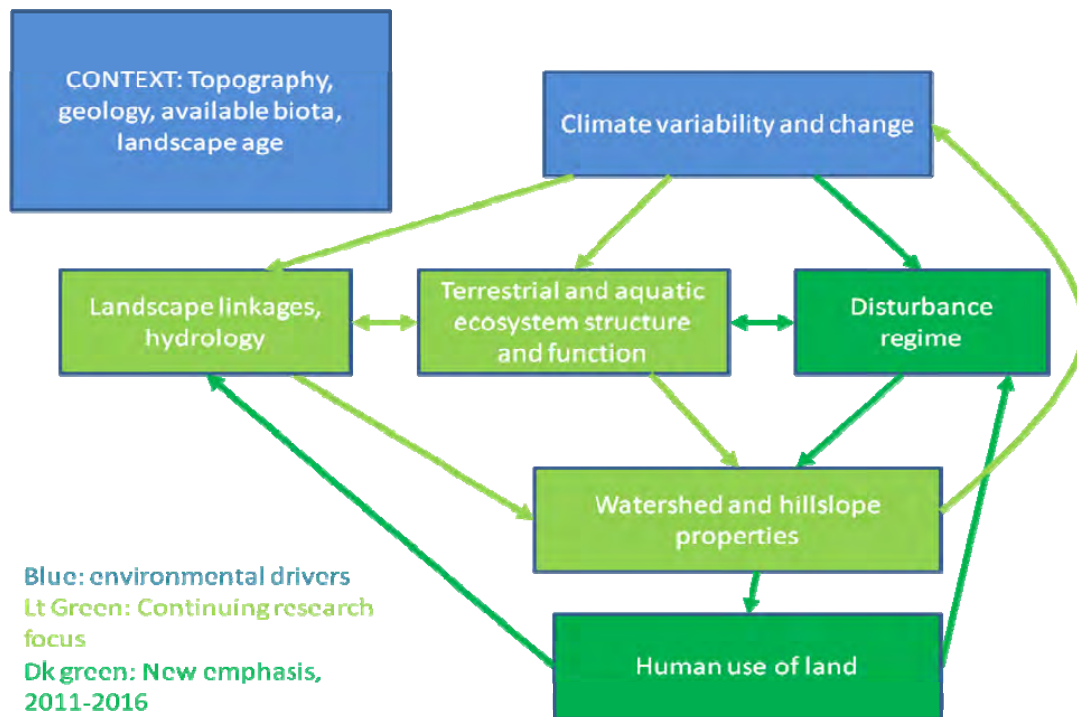 CONTEXT: Topography,
geology, available biota,
landscape age
Climate variability and change
Landscape linkages,
hydrology
Terrestrial and aquatic
ecosystem structure
and function
Disturbance
regime
Watershed and hillslope
properties
Human use of land
Blue: environmental drivers
Lt Green: Continuing research
focus
Dk green: New emphasis,
2011-2016